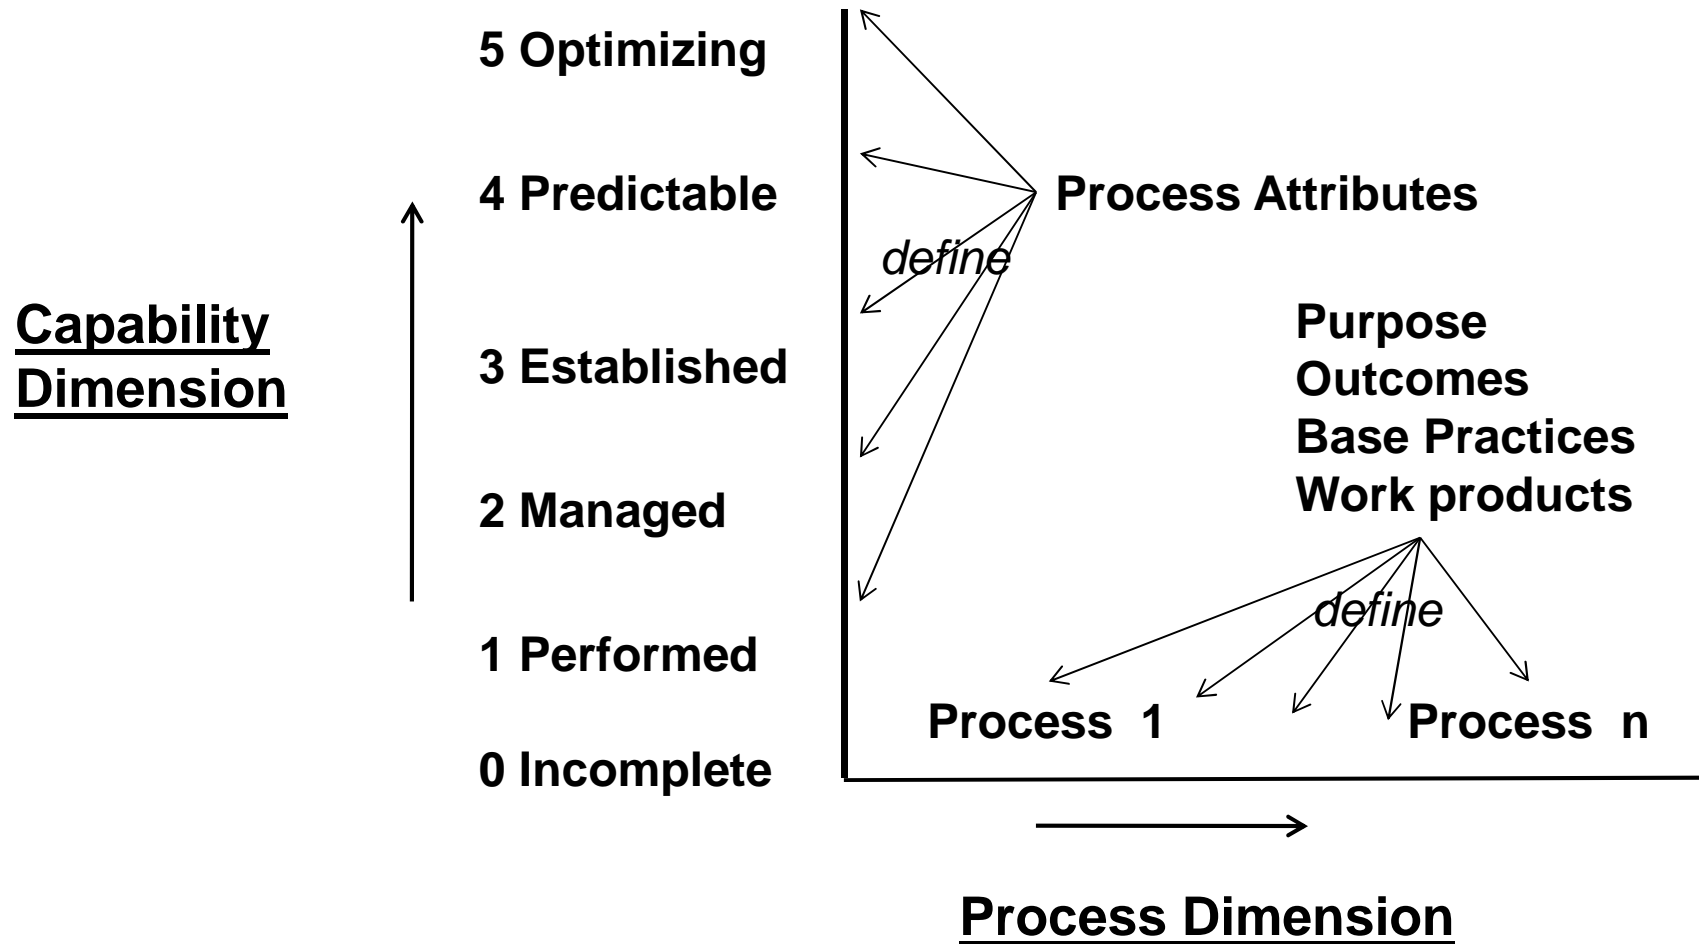 5 Optimizing
4 Predictable
Process Attributes
define
Capability
Dimension
3 Established
Purpose
Outcomes
Base Practices
Work products
2 Managed
define
1 Performed
Process 1
Process n
0 Incomplete
Process Dimension